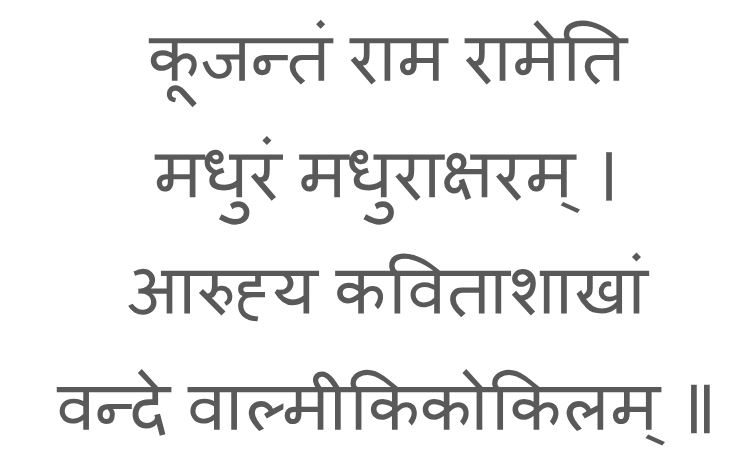 कूजन्तं राम रामेति
मधुरं मधुराक्षरम् ।
आरुह्य कविताशाखां
वन्दे वाल्मीकिकोकिलम् ॥